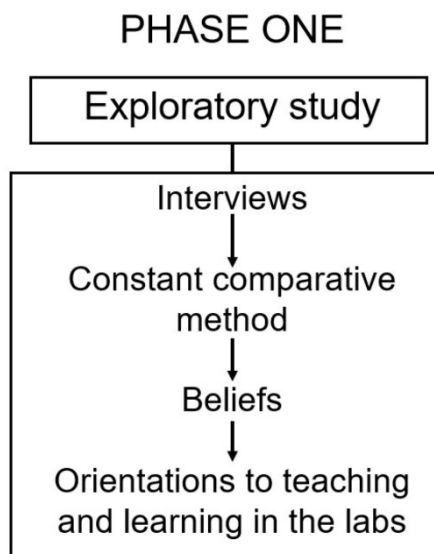 PHASE ONE
Exploratory study
Interviews
Constant comparative
method
Beliefs
Orientations to teaching
and learning in the labs